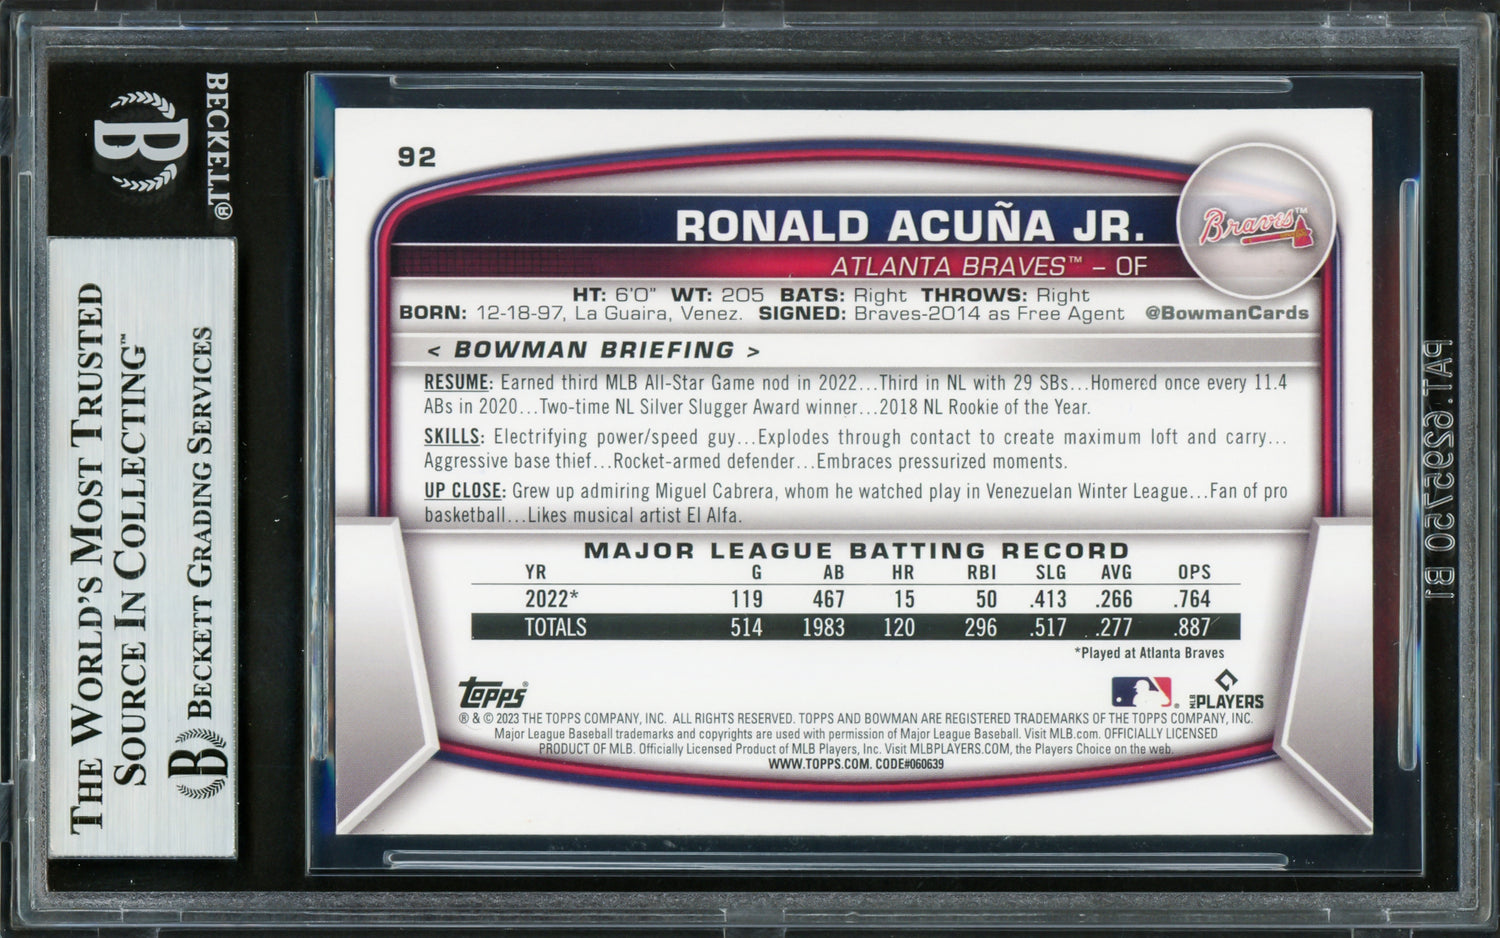 BECKETT®
THE WORLD'S MOST TRUSTED
SOURCE IN COLLECTING™
BECKETT GRADING SERVICES
92
RONALD ACUÑA JR.
ATLANTA BRAVES™ – OF
Braves™
HT: 6'0" WT: 205 BATS: Right THROWS: Right
BORN: 12-18-97, La Guaira, Venez. SIGNED: Braves-2014 as Free Agent @BowmanCards
< BOWMAN BRIEFING >
RESUME: Earned third MLB All-Star Game nod in 2022...Third in NL with 29 SBs...Homered once every 11.4
ABs in 2020...Two-time NL Silver Slugger Award winner...2018 NL Rookie of the Year.
SKILLS: Electrifying power/speed guy...Explodes through contact to create maximum loft and carry...
Aggressive base thief...Rocket-armed defender...Embraces pressurized moments.
UP CLOSE: Grew up admiring Miguel Cabrera, whom he watched play in Venezuelan Winter League...Fan of pro
basketball...Likes musical artist El Alfa.
MAJOR LEAGUE BATTING RECORD
YR G AB HR RBI SLG AVG OPS
2022* 119 467 15 50 .413 .266 .764
TOTALS 514 1983 120 296 .517 .277 .887
*Played at Atlanta Braves
Topps®
MLB PLAYERS
® & © 2023 THE TOPPS COMPANY, INC. ALL RIGHTS RESERVED. TOPPS AND BOWMAN ARE REGISTERED TRADEMARKS OF THE TOPPS COMPANY, INC.
Major League Baseball trademarks and copyrights are used with permission of Major League Baseball. Visit MLB.com. OFFICIALLY LICENSED
PRODUCT OF MLB. Officially Licensed Product of MLB Players, Inc. Visit MLBPLAYERS.COM, the Players Choice on the web.
WWW.TOPPS.COM. CODE#060639
PAT. 6295750 B1